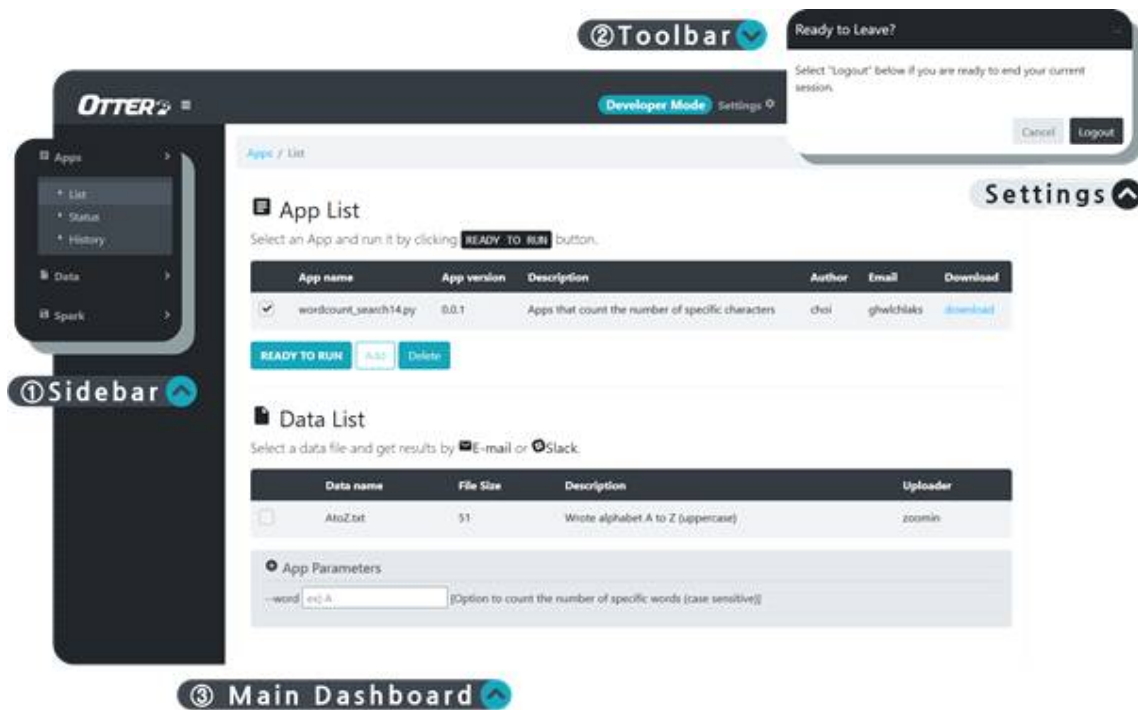 ②Toolbar
Ready to Leave?
Select "Logout" below if you are ready to end your current
session.
Cancel Logout
OTTER
Developer Mode Settings
Settings
Apps
List
Status
History
Data
Spark
①Sidebar
Apps / List
App List
Select an App and run it by clicking READY TO RUN button.
App name App version Description Author Email Download
wordcount_search14.py 0.0.1 Apps that count the number of specific characters choi ghwlchlaks download
READY TO RUN Add Delete
Data List
Select a data file and get results by E-mail or Slack.
Data name File Size Description Uploader
AtoZ.txt 51 Wrote alphabet A to Z (uppercase) zoomin
App Parameters
--word ex) A [Option to count the number of specific words (case sensitive)]
③ Main Dashboard